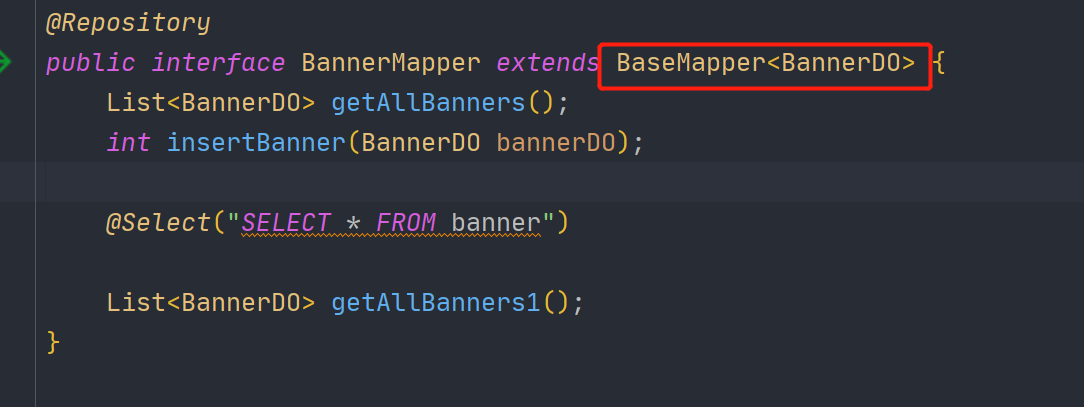 @Repository
public interface BannerMapper extends BaseMapper<BannerDO> {
List<BannerDO> getAllBanners();
int insertBanner(BannerDO bannerDO);
@Select("SELECT * FROM banner")
List<BannerDO> getAllBanners1();
}